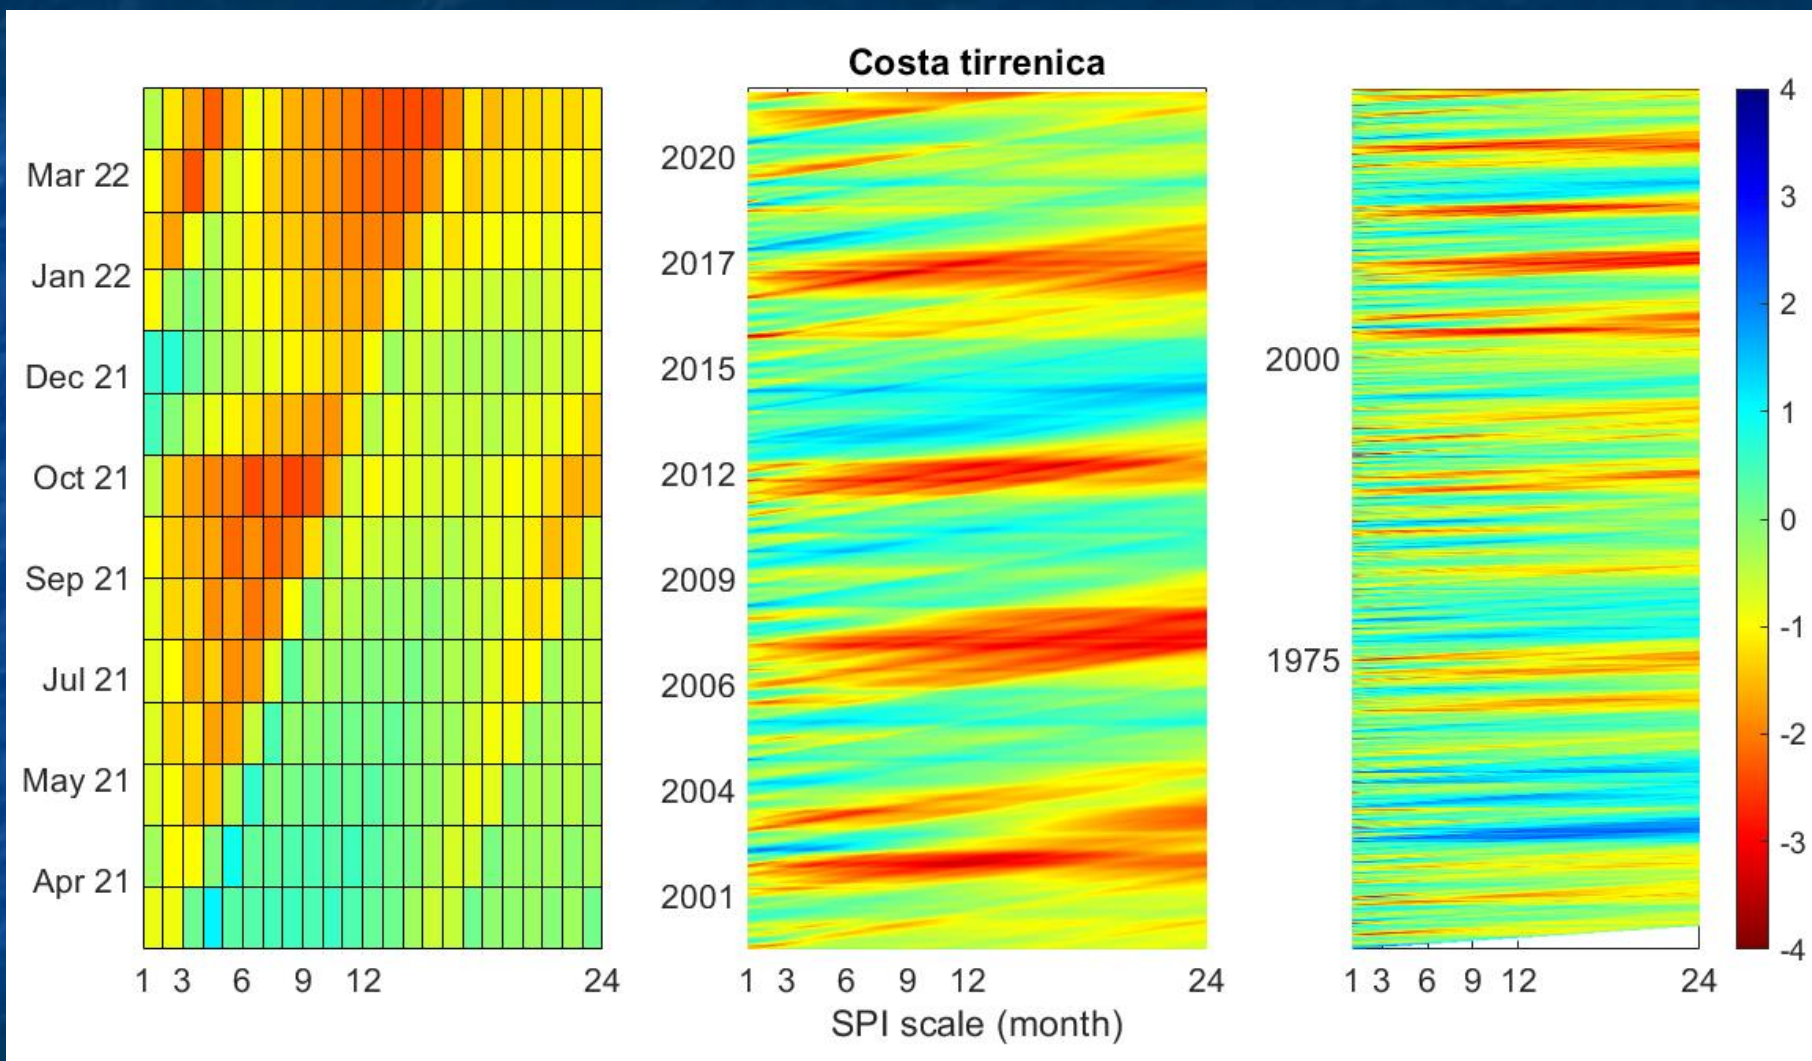 Costa tirrenica
Mar 22
Jan 22
Dec 21
Oct 21
Sep 21
Jul 21
May 21
Apr 21
1 3 6 9 12 24
2020
2017
2015
2012
2009
2006
2004
2001
1 3 6 9 12 24
SPI scale (month)
2000
1975
1 3 6 9 12 24
4
3
2
1
0
-1
-2
-3
-4